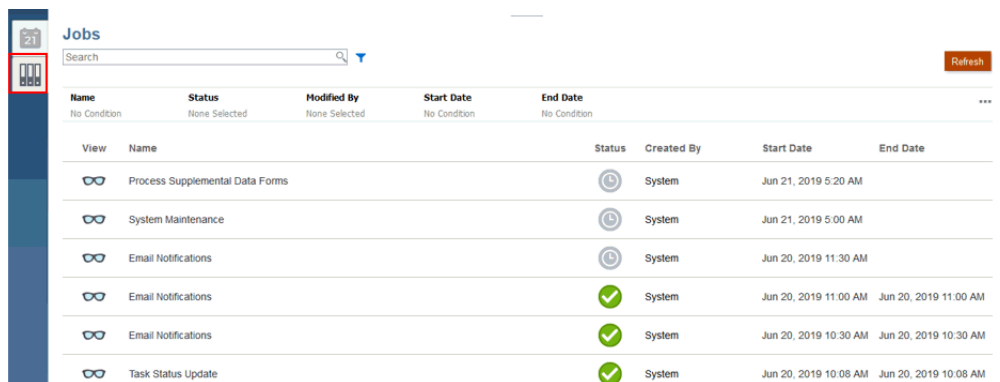 21
Jobs
Search
Refresh
Name Status Modified By Start Date End Date
No Condition None Selected None Selected No Condition No Condition
View Name Status Created By Start Date End Date
Process Supplemental Data Forms System Jun 21, 2019 5:20 AM
System Maintenance System Jun 21, 2019 5:00 AM
Email Notifications System Jun 20, 2019 11:30 AM
Email Notifications System Jun 20, 2019 11:00 AM Jun 20, 2019 11:00 AM
Email Notifications System Jun 20, 2019 10:30 AM Jun 20, 2019 10:30 AM
Task Status Update System Jun 20, 2019 10:08 AM Jun 20, 2019 10:08 AM